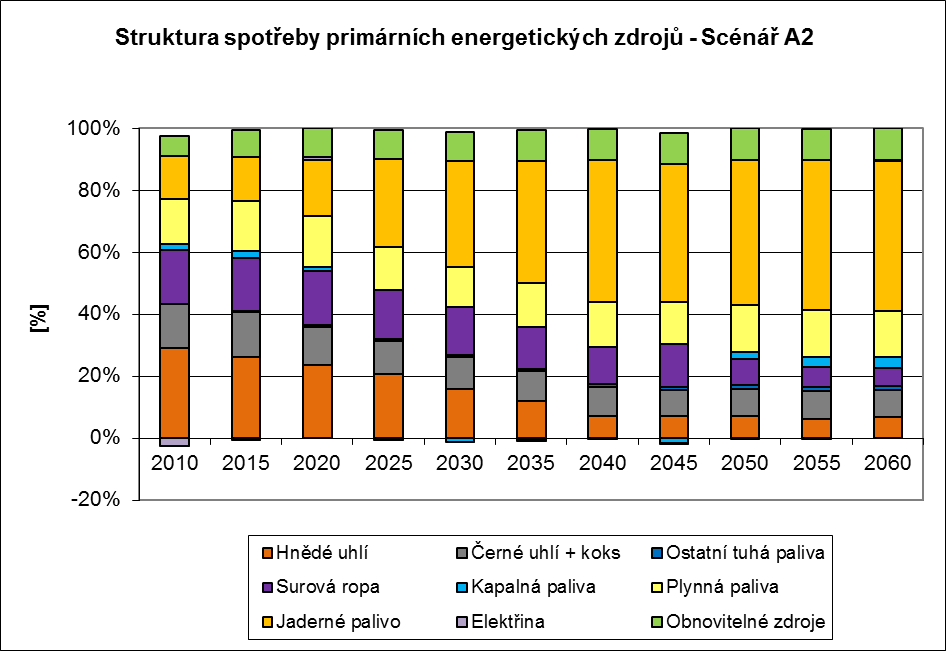 Struktura spotřeby primárních energetických zdrojů - Scénář A2
100%
80%
60%
40%
20%
0%
-20%
[%]
2010 2015 2020 2025 2030 2035 2040 2045 2050 2055 2060
Hnědé uhlí Černé uhlí + koks Ostatní tuhá paliva
Surová ropa Kapalná paliva Plynná paliva
Jaderné palivo Elektřina Obnovitelné zdroje